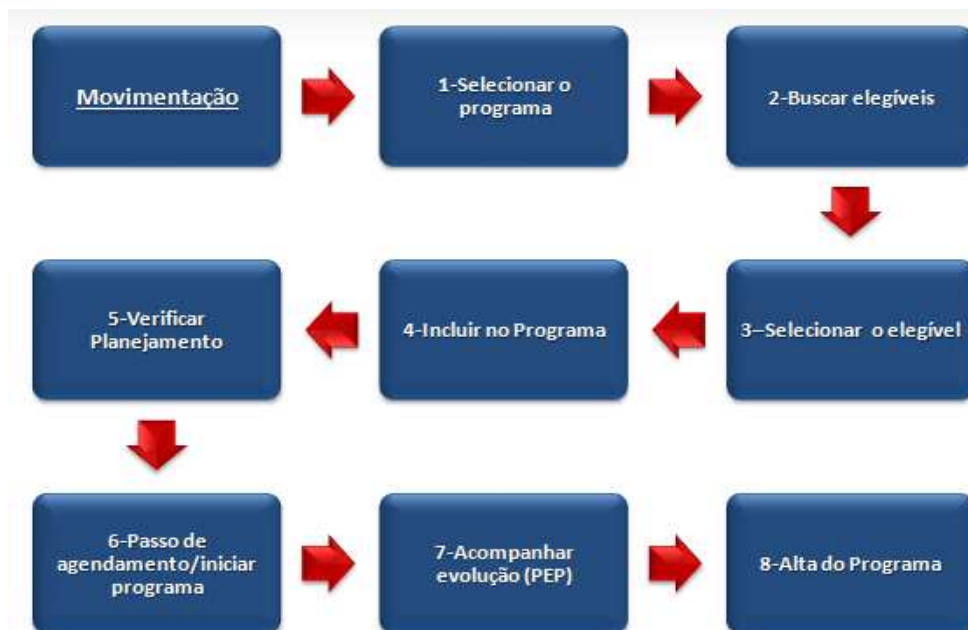 Movimentação
1-Selecionar o
programa
2-Buscar elegíveis
3–Selecionar o elegível
4-Incluir no Programa
5-Verificar
Planejamento
6-Passo de
agendamento/iniciar
programa
7-Acompanhar
evolução (PEP)
8-Alta do Programa